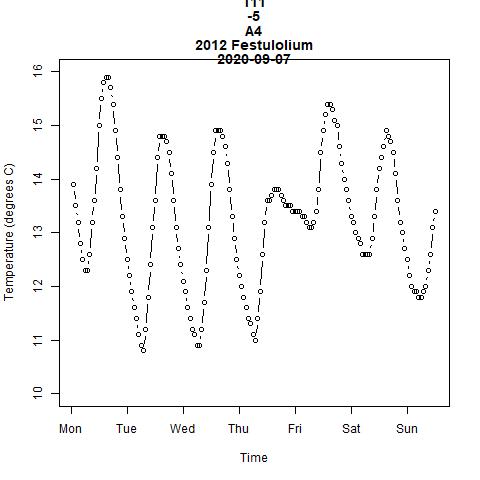 T11
-5
A4
2012 Festulolium
2020-09-07
Temperature (degrees C)
16
15
14
13
12
11
10
Mon Tue Wed Thu Fri Sat Sun
Time